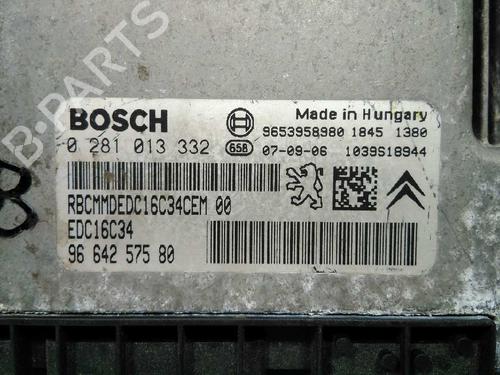 B-PARTS
BOSCH
Made in Hungary
9653958980 1845 1380
0 281 013 332
658
07-09-06 1039S18944
RBCMMDEDC16C34CEM 00
EDC16C34
96 642 575 80
8